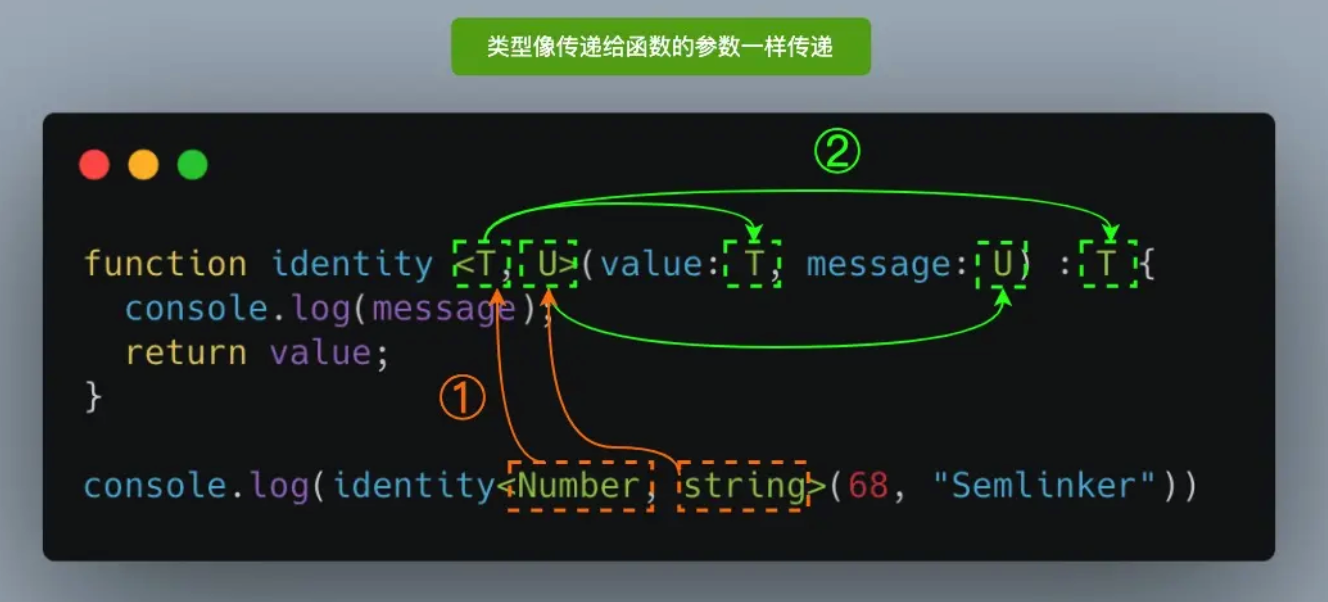 类型像传递给函数的参数一样传递
②
function identity <T, U>(value: T, message: U) : T {
console.log(message);
return value;
①
}
console.log(identity<Number, string>(68, "Semlinker"))